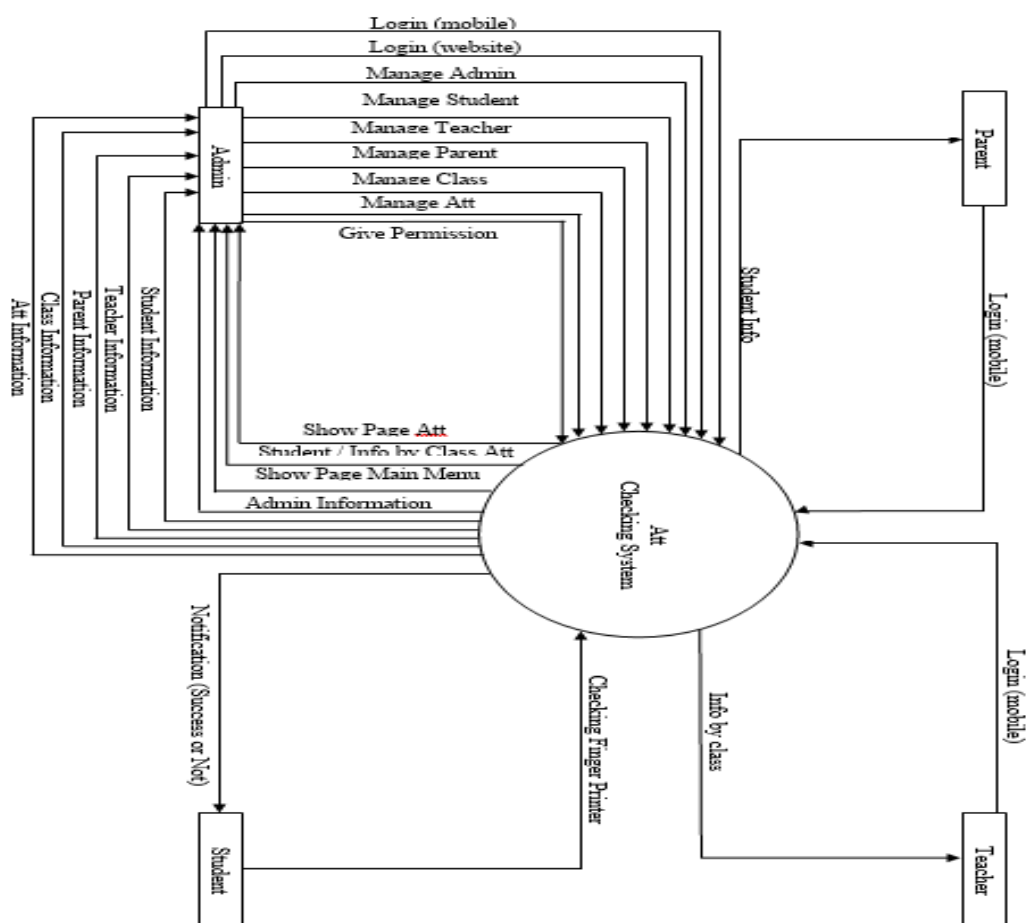 Login (mobile)
Login (website)
Manage Admin
Manage Student
Manage Teacher
Manage Parent
Manage Class
Manage Att
Give Permission
Admin
Parent
Student Info
Login (mobile)
Att Information
Class Information
Parent Information
Teacher Information
Student Information
Show Page Att
Student / Info by Class Att
Show Page Main Menu
Admin Information
Att
Checking System
Notification (Success or Not)
Checking Finger Printer
Info by class
Login (mobile)
Student
Teacher